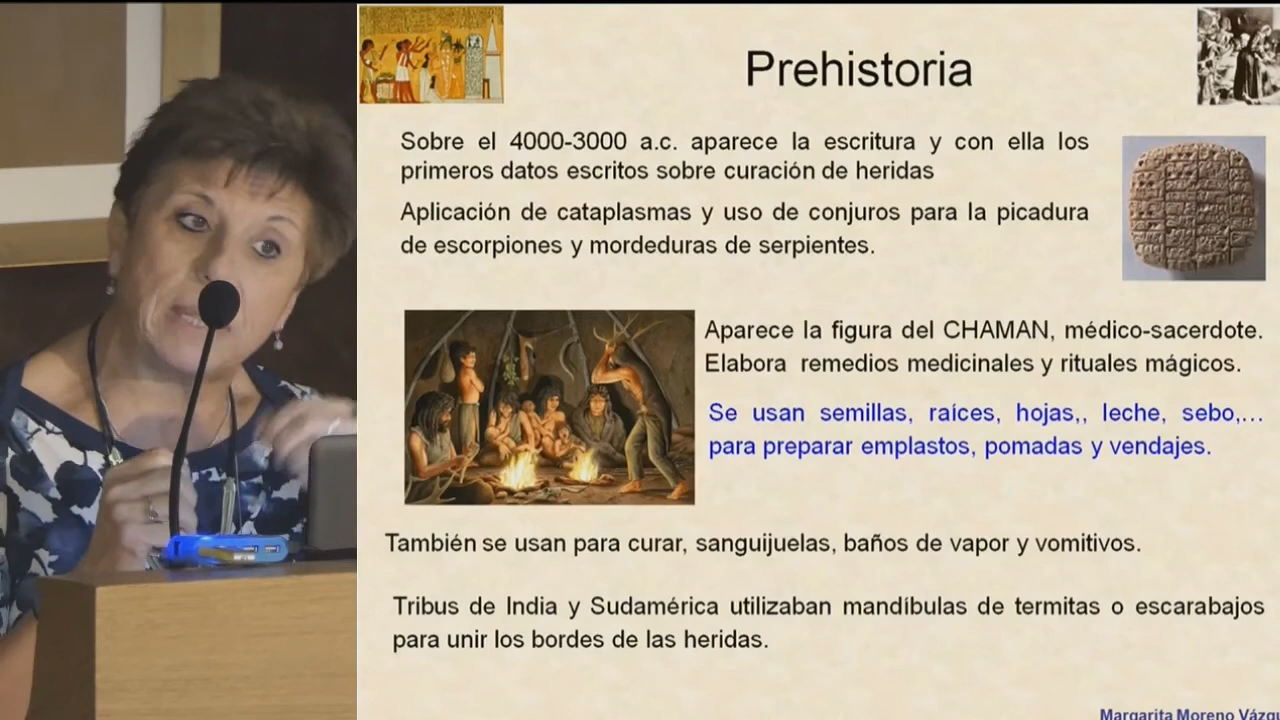 Prehistoria
Sobre el 4000-3000 a.c. aparece la escritura y con ella los
primeros datos escritos sobre curación de heridas
Aplicación de cataplasmas y uso de conjuros para la picadura
de escorpiones y mordeduras de serpientes.
Aparece la figura del CHAMAN, médico-sacerdote.
Elabora remedios medicinales y rituales mágicos.
Se usan semillas, raíces, hojas,, leche, sebo,...
para preparar emplastos, pomadas y vendajes.
También se usan para curar, sanguijuelas, baños de vapor y vomitivos.
Tribus de India y Sudamérica utilizaban mandíbulas de termitas o escarabajos
para unir los bordes de las heridas.
Margarita Moreno